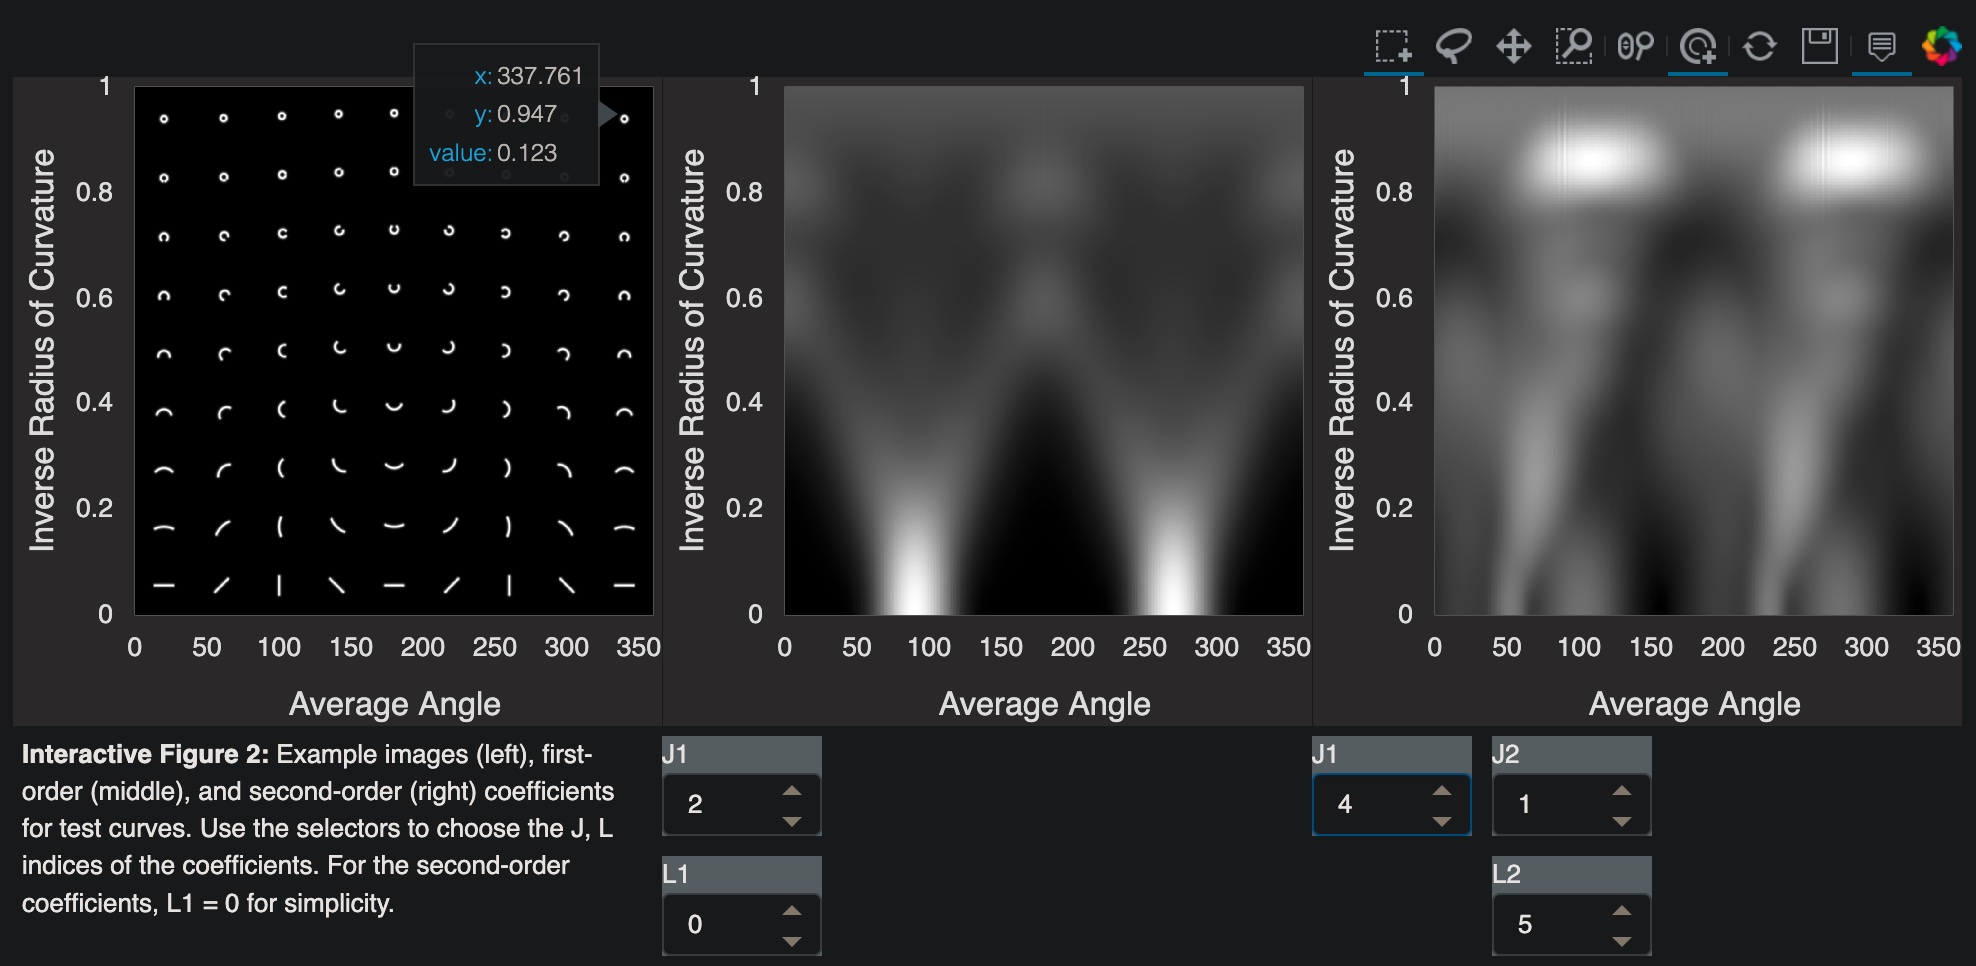 x: 337.761
y: 0.947
value: 0.123
Inverse Radius of Curvature
1
0.8
0.6
0.4
0.2
0
0 50 100 150 200 250 300 350
Average Angle
Inverse Radius of Curvature
1
0.8
0.6
0.4
0.2
0
0 50 100 150 200 250 300 350
Average Angle
Inverse Radius of Curvature
1
0.8
0.6
0.4
0.2
0
0 50 100 150 200 250 300 350
Average Angle
Interactive Figure 2: Example images (left), first-
order (middle), and second-order (right) coefficients
for test curves. Use the selectors to choose the J, L
indices of the coefficients. For the second-order
coefficients, L1 = 0 for simplicity.
J1
2
L1
0
J1
4
J2
1
L2
5